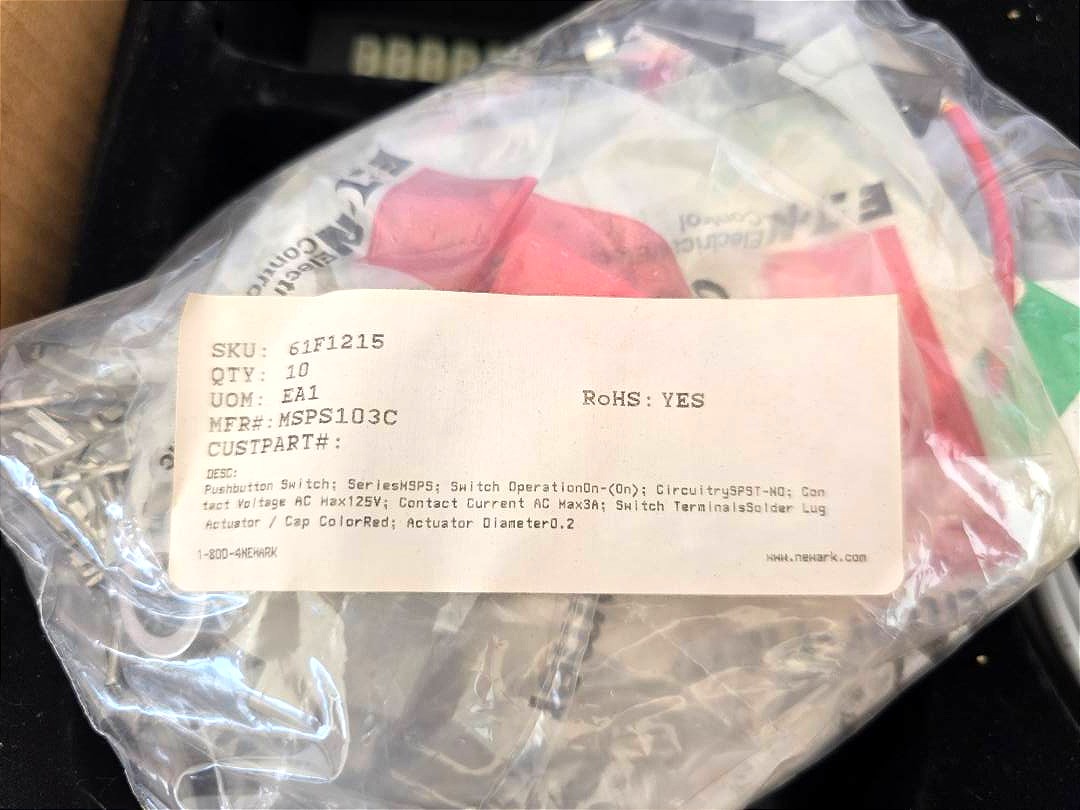 SKU: 61F1215
QTY: 10
UOM: EA1
RoHS: YES
MFR#: MSPS103C
CUSTPART#:
DESC:
Pushbutton Switch; SeriesMSPS; Switch OperationOn-(On); CircuitrySPST-NO; Con
tact Voltage AC Max125V; Contact Current AC Max3A; Switch TerminalsSolder Lug
Actuator / Cap ColorRed; Actuator Diameter0.2
1-800-4NEWARK
www.newark.com